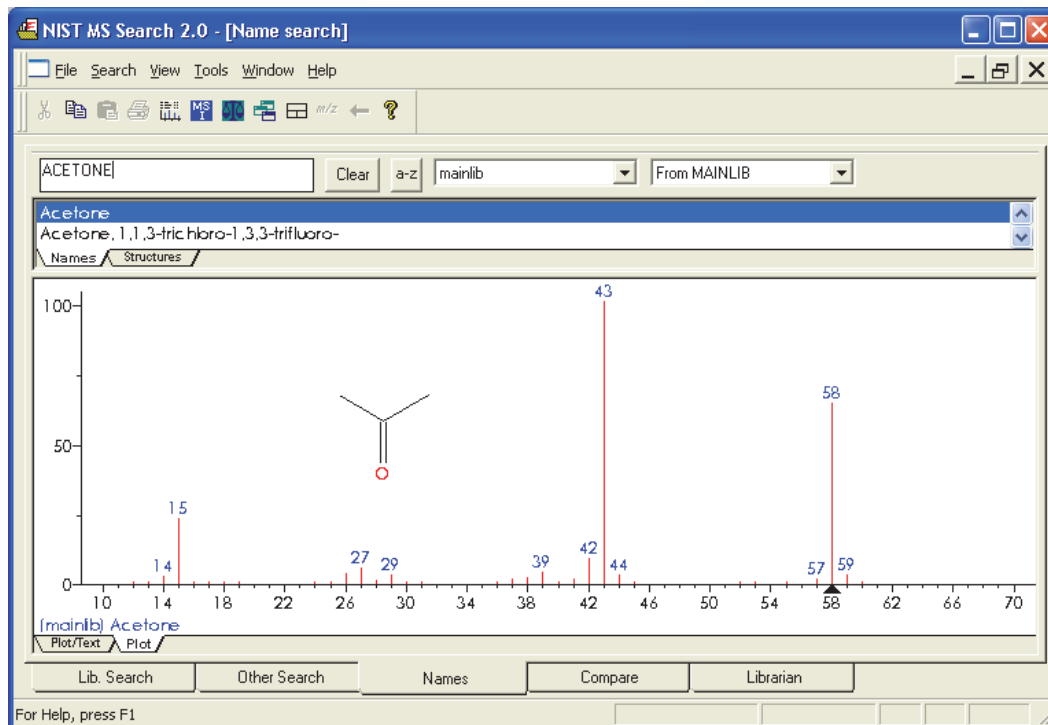 NIST MS Search 2.0 - [Name search]
File Search View Tools Window Help
MS I m/z ?
ACETONE Clear a-z mainlib From MAINLIB
Acetone
Acetone, 1,1,3-trichloro-1,3,3-trifluoro-
Names Structures
100
43
58
50
O
15
14 27 29 39 42 44 57 59
0
10 14 18 22 26 30 34 38 42 46 50 54 58 62 66 70
(mainlib) Acetone
Plot/Text Plot
Lib. Search Other Search Names Compare Librarian
For Help, press F1